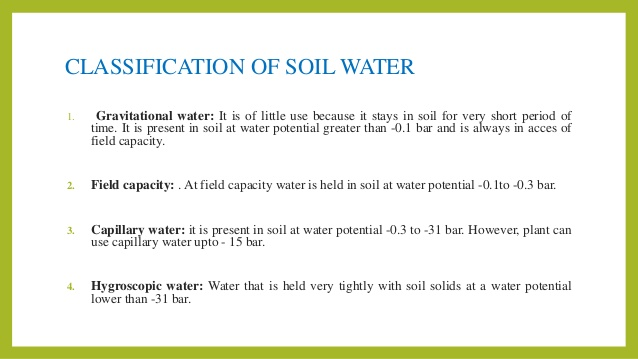 CLASSIFICATION OF SOIL WATER
1. Gravitational water: It is of little use because it stays in soil for very short period of
time. It is present in soil at water potential greater than -0.1 bar and is always in acces of
field capacity.
2. Field capacity: . At field capacity water is held in soil at water potential -0.1to -0.3 bar.
3. Capillary water: it is present in soil at water potential -0.3 to -31 bar. However, plant can
use capillary water upto - 15 bar.
4. Hygroscopic water: Water that is held very tightly with soil solids at a water potential
lower than -31 bar.